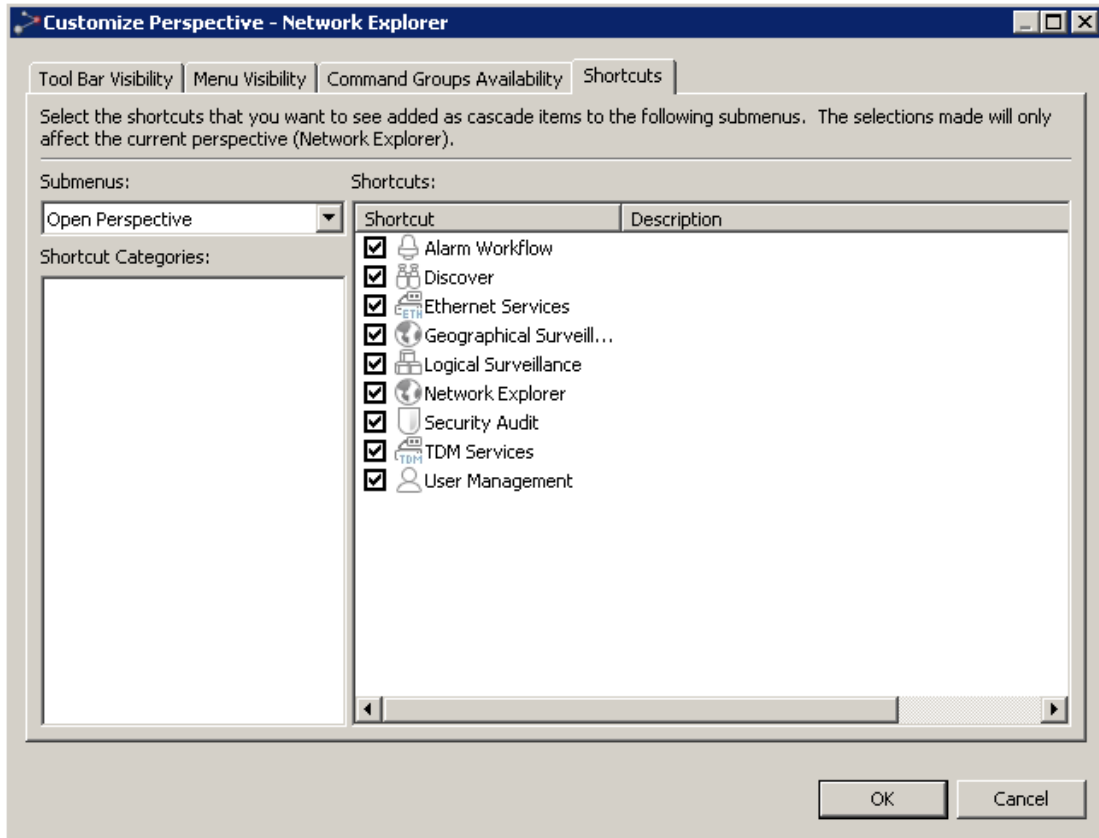 Customize Perspective - Network Explorer
Tool Bar Visibility Menu Visibility Command Groups Availability Shortcuts
Select the shortcuts that you want to see added as cascade items to the following submenus. The selections made will only
affect the current perspective (Network Explorer).
Submenus:
Open Perspective
Shortcut Categories:
Shortcuts:
Shortcut Description
Alarm Workflow
Discover
ETH Ethernet Services
Geographical Surveill...
Logical Surveillance
Network Explorer
Security Audit
TDM TDM Services
User Management
OK Cancel